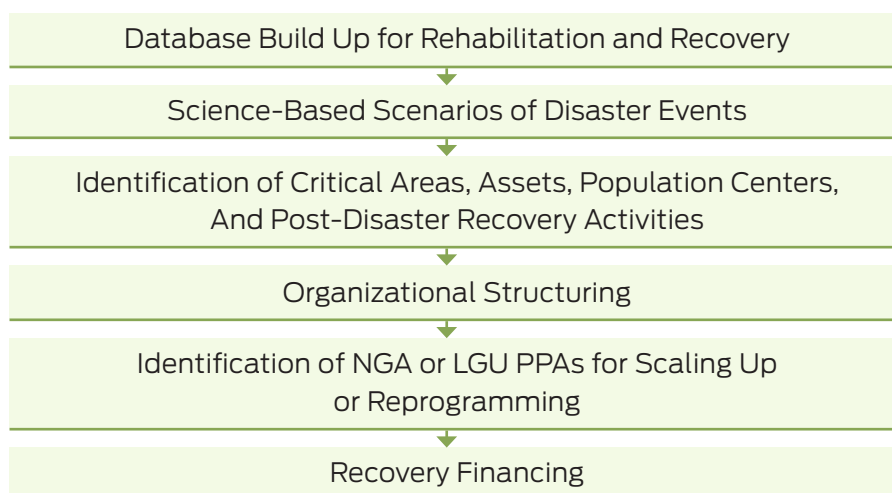 Database Build Up for Rehabilitation and Recovery
Science-Based Scenarios of Disaster Events
Identification of Critical Areas, Assets, Population Centers,
And Post-Disaster Recovery Activities
Organizational Structuring
Identification of NGA or LGU PPAs for Scaling Up
or Reprogramming
Recovery Financing